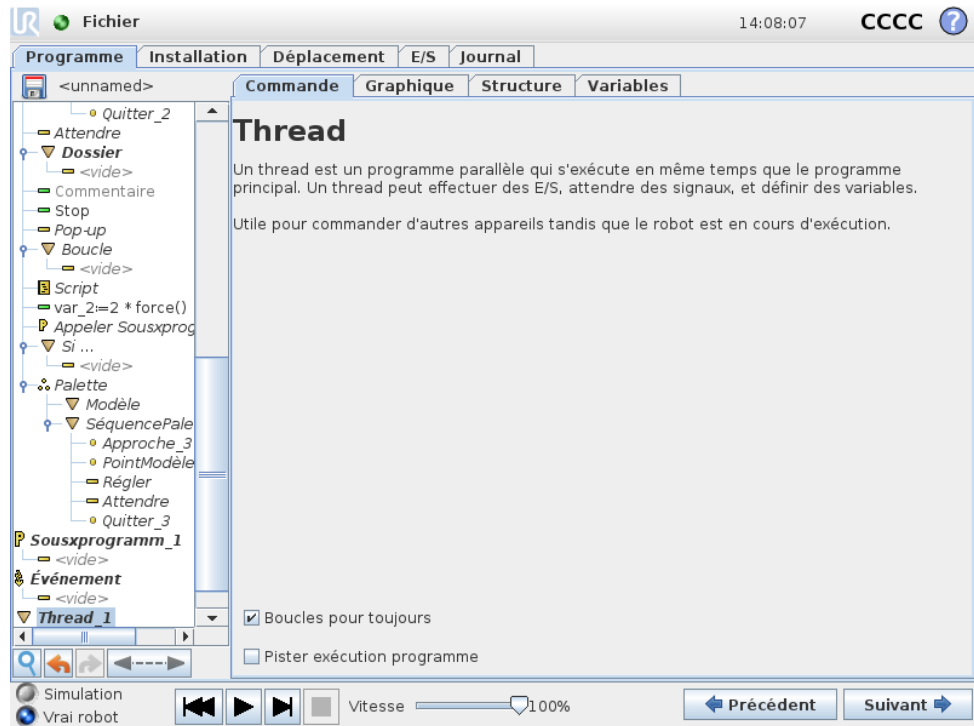 UR Fichier 14:08:07 CCCC ?
Programme Installation Déplacement E/S Journal
<unnamed> Commande Graphique Structure Variables
Quitter_2
Attendre
Dossier
<vide>
Commentaire
Stop
Pop-up
Boucle
<vide>
Script
var_2:=2 * force()
Appeler Sousxprog
Si ...
<vide>
Palette
Modèle
SéquencePale
Approche_3
PointModèle
Régler
Attendre
Quitter_3
Sousxprogramm_1
<vide>
Événement
<vide>
Thread_1
Thread
Un thread est un programme parallèle qui s'exécute en même temps que le programme
principal. Un thread peut effectuer des E/S, attendre des signaux, et définir des variables.
Utile pour commander d'autres appareils tandis que le robot est en cours d'exécution.
Boucles pour toujours
Pister exécution programme
Simulation
Vrai robot
Vitesse 100%
Précédent Suivant